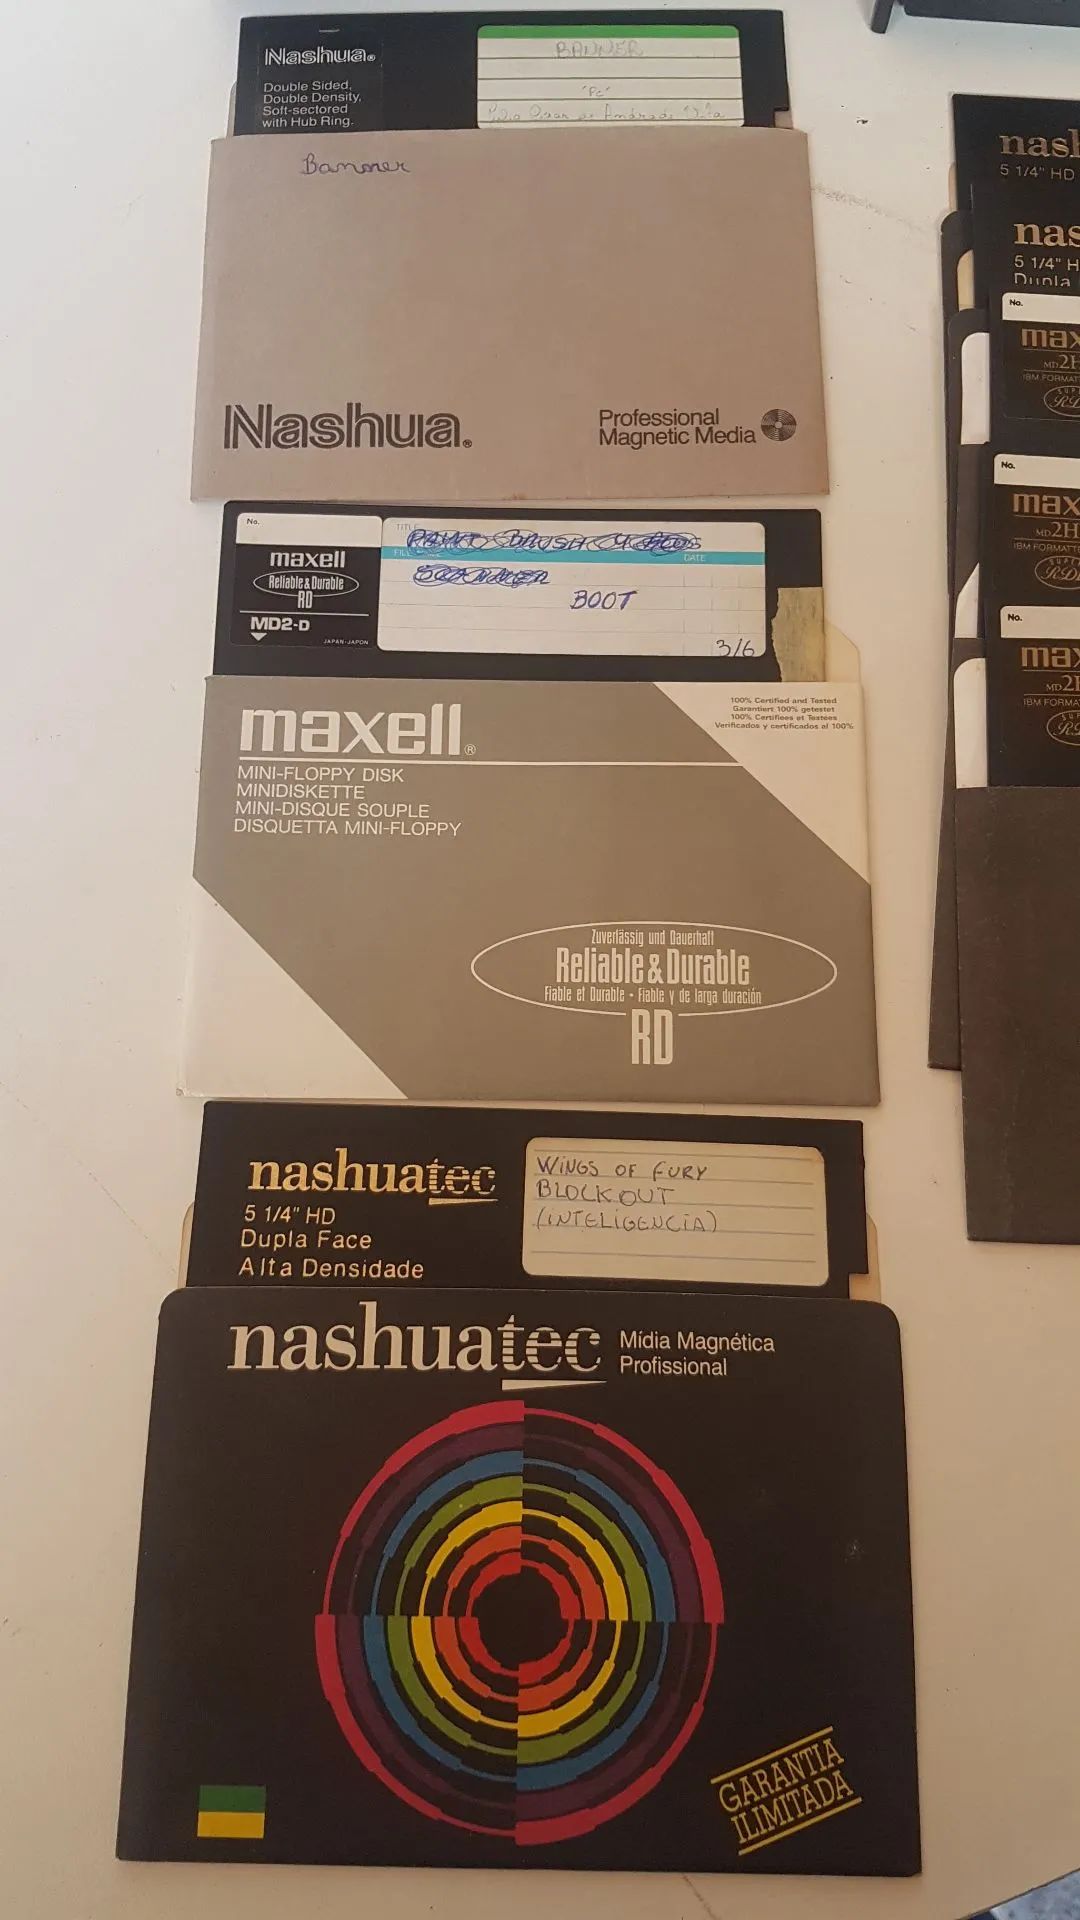 Nashua®
Double Sided,
Double Density,
Soft-sectored
with Hub Ring.
BANNER
"Pc"
de Andrade
Banner
Nashua®
Professional
Magnetic Media
No.
maxell
Reliable & Durable
RD
MD2-D
JAPAN-JAPON
TITLE
DATE
BOOT
3/6
maxell®
MINI-FLOPPY DISK
MINIDISKETTE
MINI-DISQUE SOUPLE
DISQUETTA MINI-FLOPPY
100% Certified and Tested
Garantiert 100% getestet
100% Certifiees et Testees
Verificados y certificados al 100%
Zuverlässig und Dauerhaft
Reliable & Durable
Fiable et Durable • Fiable y de larga duración
RD
nashuatec
5 1/4" HD
Dupla Face
Alta Densidade
WINGS OF FURY
BLOCKOUT
(INTELIGENCIA)
nashuatec
Mídia Magnética
Profissional
GARANTIA
ILIMITADA
nash
5 1/4" HD
nas
5 1/4" H
Dupla
No.
max
MD2H
IBM FORMAT
No.
max
MD2H
IBM FORMATT
No.
max
MD2H
IBM FORMA